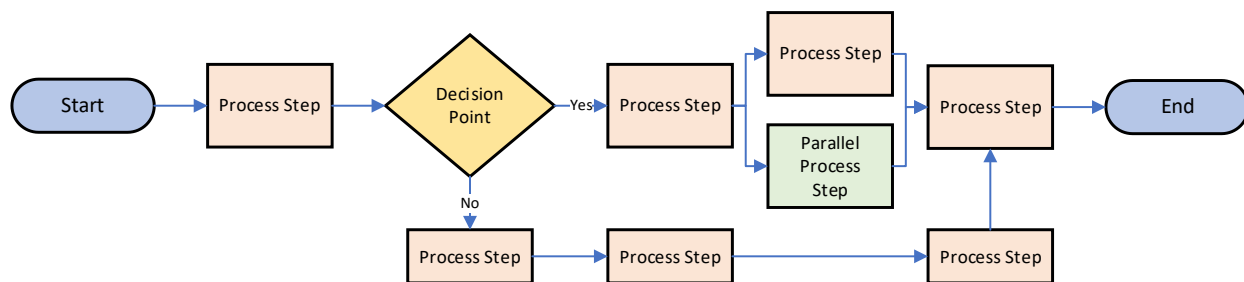 Start
Process Step
Decision
Point
Yes
Process Step
Process Step
Parallel
Process
Step
Process Step
End
No
Process Step
Process Step
Process Step